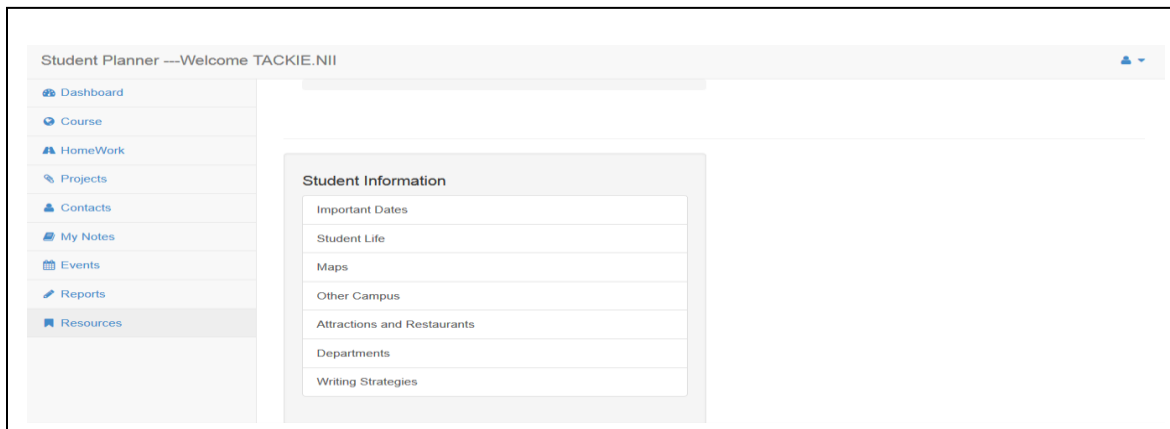 Student Planner ---Welcome TACKIE.NII
Dashboard
Course
HomeWork
Projects
Contacts
My Notes
Events
Reports
Resources
Student Information
Important Dates
Student Life
Maps
Other Campus
Attractions and Restaurants
Departments
Writing Strategies